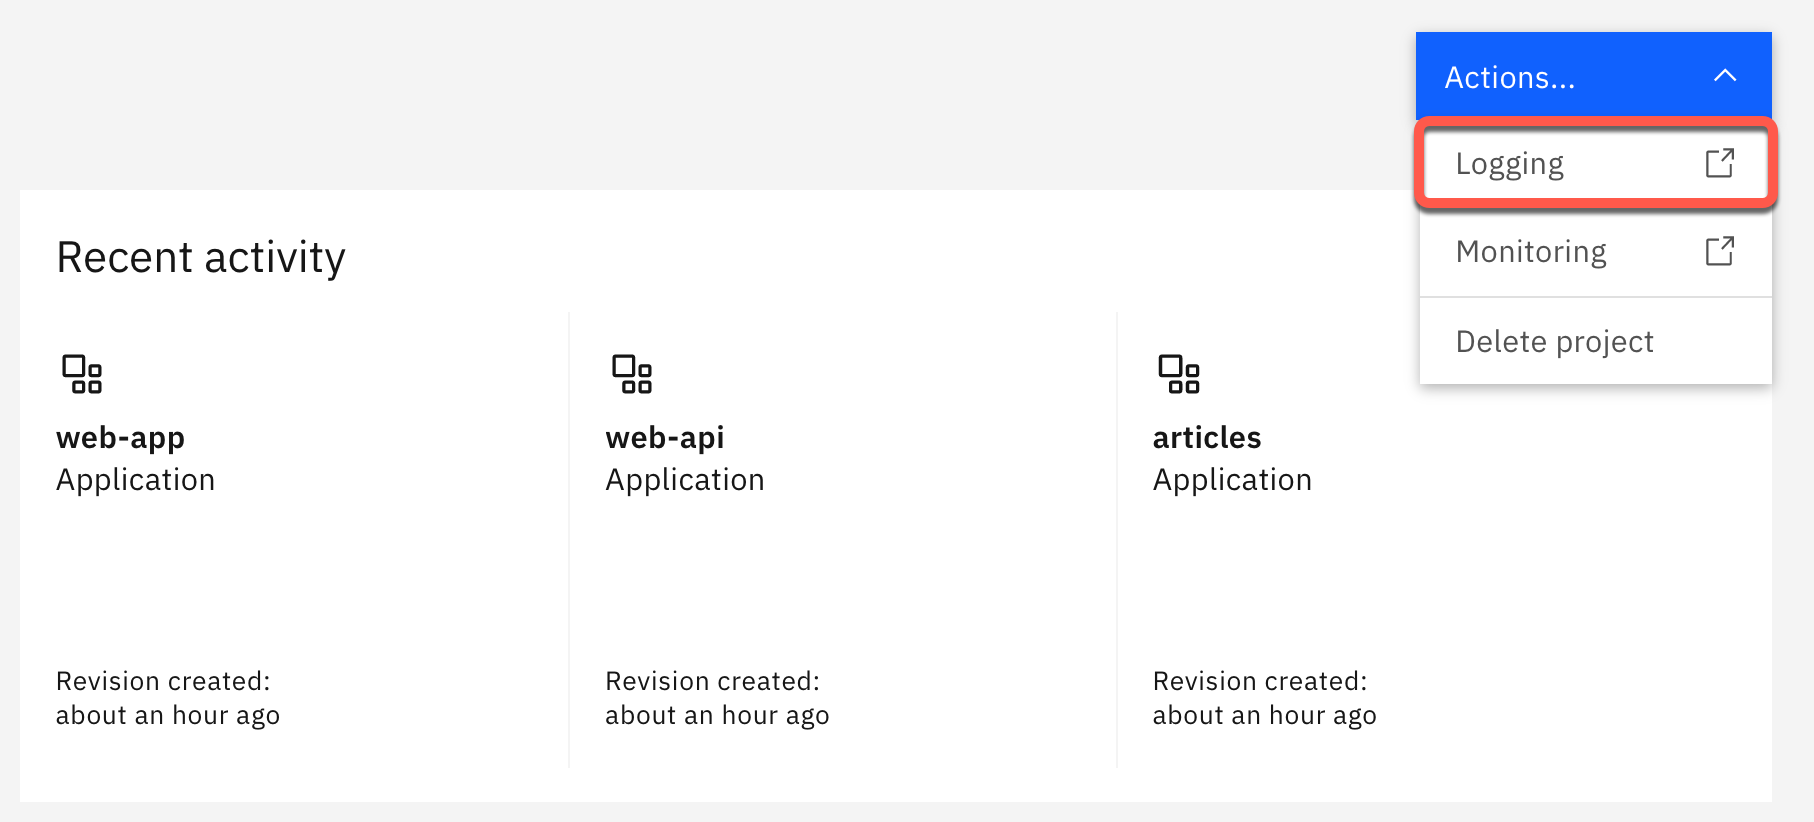 Actions...
Logging
Monitoring
Delete project
Recent activity
web-app
Application
Revision created:
about an hour ago
web-api
Application
Revision created:
about an hour ago
articles
Application
Revision created:
about an hour ago